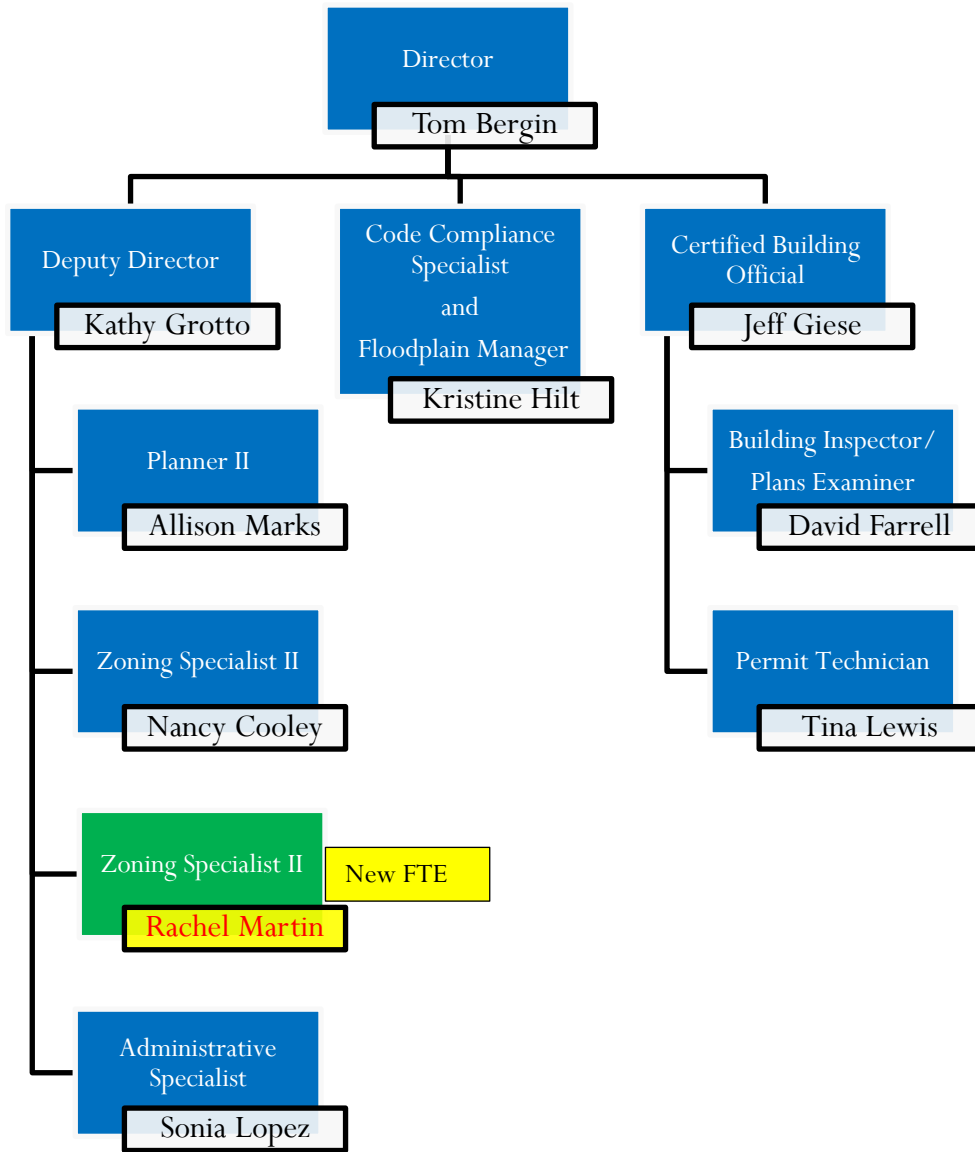 Director
Tom Bergin
Deputy Director
Kathy Grotto
Code Compliance
Specialist
and
Floodplain Manager
Kristine Hilt
Certified Building
Official
Jeff Giese
Planner II
Allison Marks
Building Inspector/
Plans Examiner
David Farrell
Zoning Specialist II
Nancy Cooley
Permit Technician
Tina Lewis
Zoning Specialist II
New FTE
Rachel Martin
Administrative
Specialist
Sonia Lopez